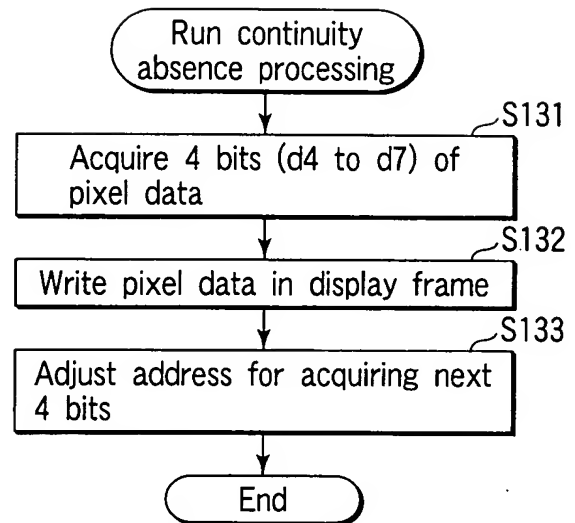 Run continuity
absence processing
S131
Acquire 4 bits (d4 to d7) of
pixel data
S132
Write pixel data in display frame
S133
Adjust address for acquiring next
4 bits
End